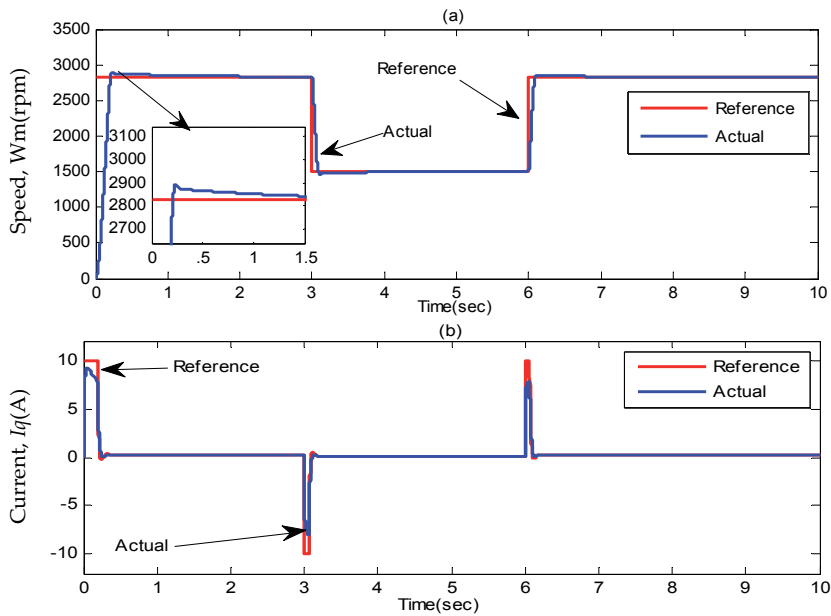 (a)
Speed, Wm(rpm)
3500
3000
2500
2000
1500
1000
500
0
Reference
Actual
Reference
Actual
3100
3000
2900
2800
2700
0 .5 1 1.5
0 1 2 3 4 5 6 7 8 9 10
Time(sec)
(b)
Current, Iq(A)
10
5
0
-5
-10
Reference
Actual
Reference
Actual
0 1 2 3 4 5 6 7 8 9 10
Time(sec)